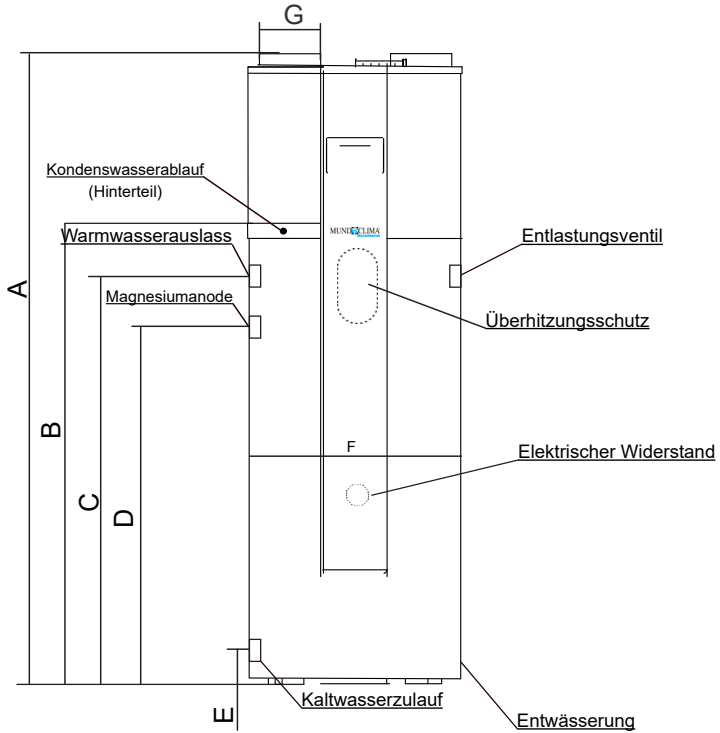 G
Kondenswasserablauf
(Hinterteil)
MUNDOCLIMA
Warmwasserauslass
Entlastungsventil
A
Magnesiumanode
Überhitzungsschutz
B
F
Elektrischer Widerstand
C
D
Kaltwasserzulauf
E
Entwässerung